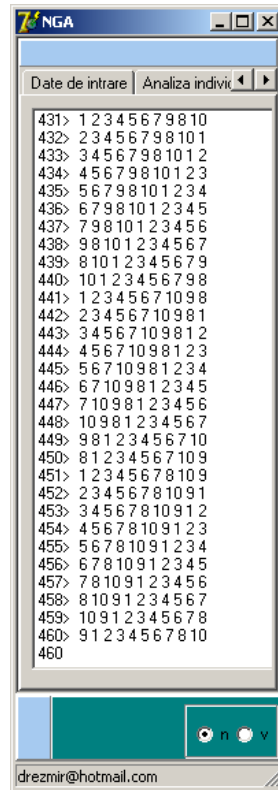 NGA
Date de intrare Analiza individ
431> 1 2 3 4 5 6 7 9 8 10
432> 2 3 4 5 6 7 9 8 10 1
433> 3 4 5 6 7 9 8 10 1 2
434> 4 5 6 7 9 8 10 1 2 3
435> 5 6 7 9 8 10 1 2 3 4
436> 6 7 9 8 10 1 2 3 4 5
437> 7 9 8 10 1 2 3 4 5 6
438> 9 8 10 1 2 3 4 5 6 7
439> 8 10 1 2 3 4 5 6 7 9
440> 10 1 2 3 4 5 6 7 9 8
441> 1 2 3 4 5 6 7 10 9 8
442> 2 3 4 5 6 7 10 9 8 1
443> 3 4 5 6 7 10 9 8 1 2
444> 4 5 6 7 10 9 8 1 2 3
445> 5 6 7 10 9 8 1 2 3 4
446> 6 7 10 9 8 1 2 3 4 5
447> 7 10 9 8 1 2 3 4 5 6
448> 10 9 8 1 2 3 4 5 6 7
449> 9 8 1 2 3 4 5 6 7 10
450> 8 1 2 3 4 5 6 7 10 9
451> 1 2 3 4 5 6 7 8 10 9
452> 2 3 4 5 6 7 8 10 9 1
453> 3 4 5 6 7 8 10 9 1 2
454> 4 5 6 7 8 10 9 1 2 3
455> 5 6 7 8 10 9 1 2 3 4
456> 6 7 8 10 9 1 2 3 4 5
457> 7 8 10 9 1 2 3 4 5 6
458> 8 10 9 1 2 3 4 5 6 7
459> 10 9 1 2 3 4 5 6 7 8
460> 9 1 2 3 4 5 6 7 8 10
460
n v
drezmir@hotmail.com